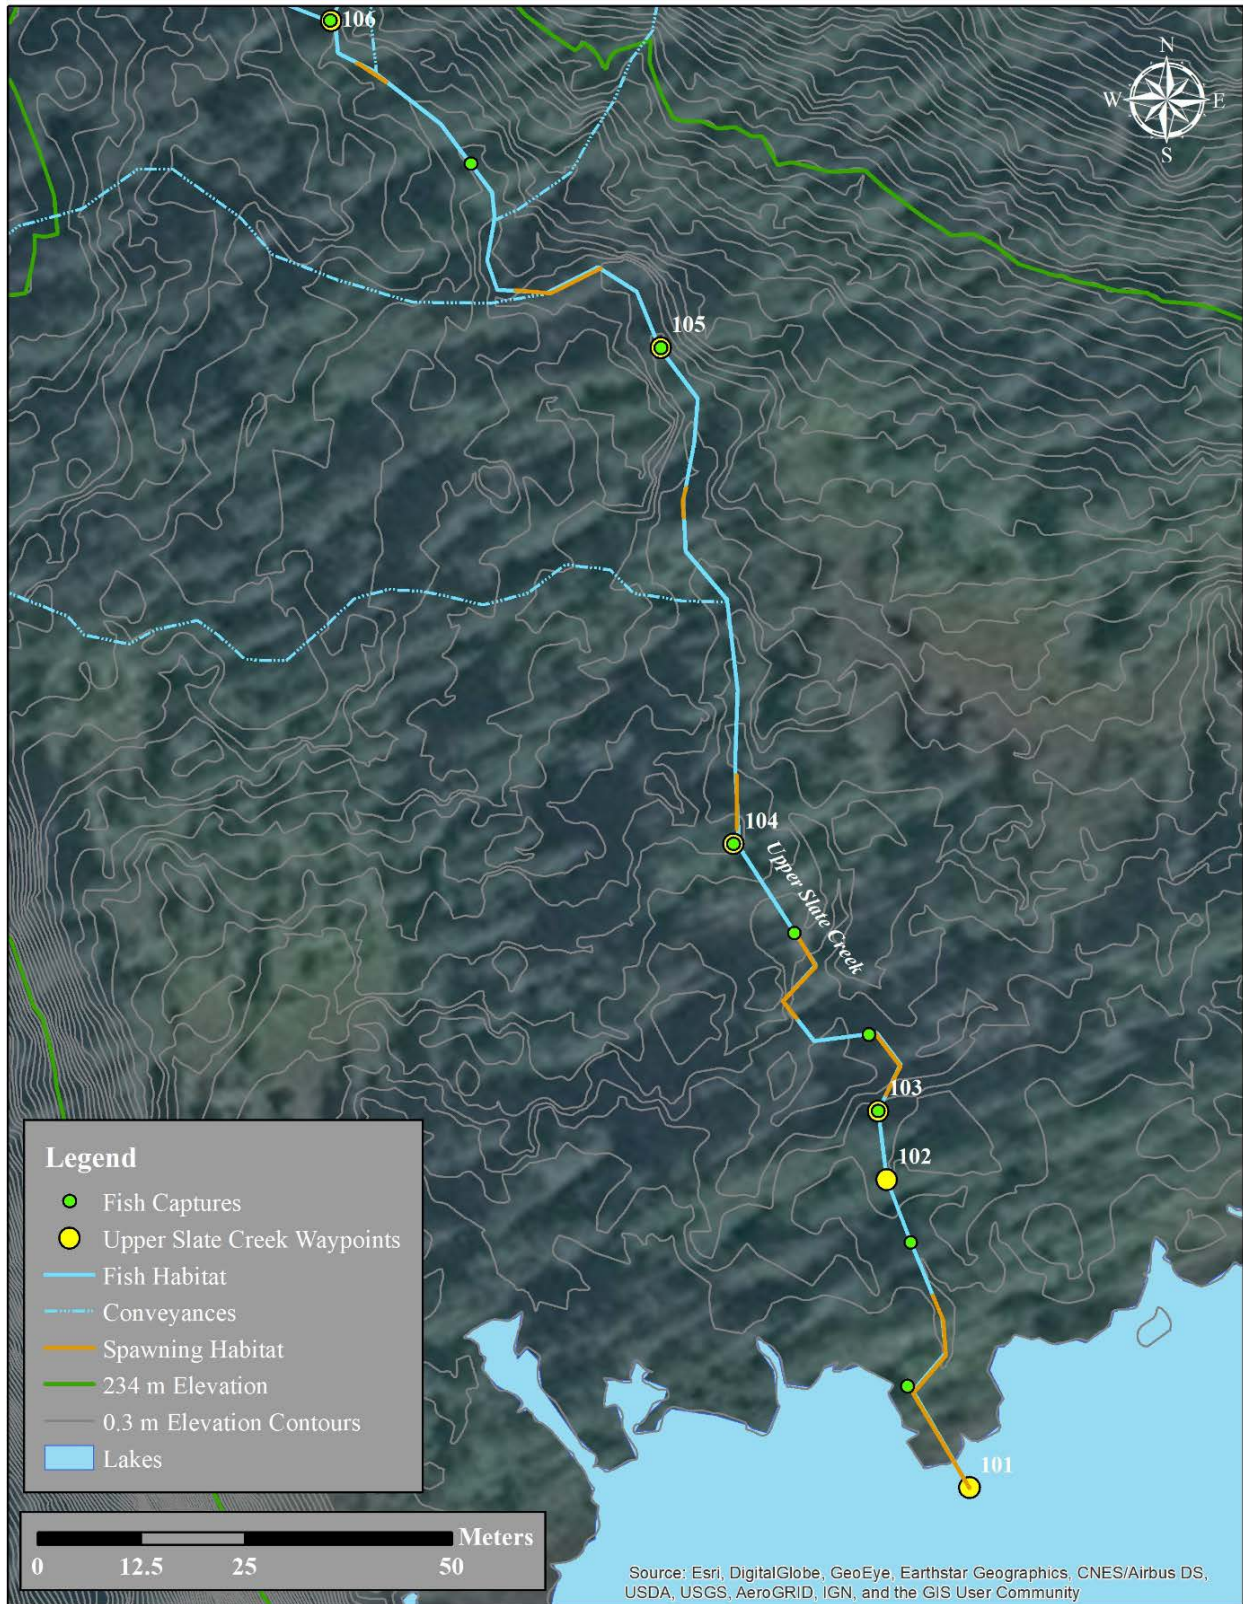 106
N
W E
S
105
104
Upper Slate Creek
103
102
101
Legend
Fish Captures
Upper Slate Creek Waypoints
Fish Habitat
Conveyances
Spawning Habitat
234 m Elevation
0.3 m Elevation Contours
Lakes
Meters
0 12.5 25 50
Source: Esri, DigitalGlobe, GeoEye, Earthstar Geographics, CNES/Airbus DS,
USDA, USGS, AeroGRID, IGN, and the GIS User Community